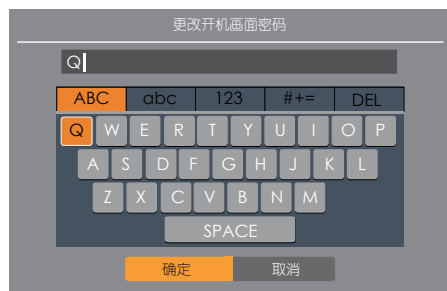 更改开机画面密码
Q
ABC abc 123 #+= DEL
Q W E R T Y U I O P
A S D F G H J K L
Z X C V B N M
SPACE
确定 取消